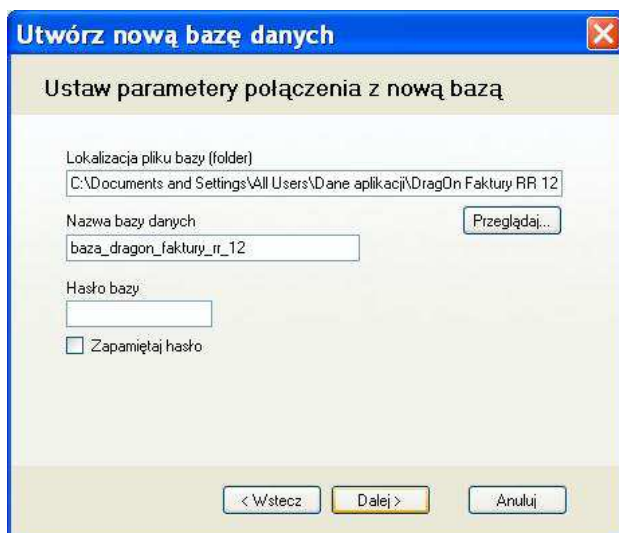 Utwórz nową bazę danych
Ustaw parametery połączenia z nową bazą
Lokalizacja pliku bazy (folder)
C:\Documents and Settings\All Users\Dane aplikacji\DragOn Faktury RR 12
Nazwa bazy danych
Przeglądaj...
baza_dragon_faktury_rr_12
Hasło bazy
Zapamiętaj hasło
< Wstecz
Dalej >
Anuluj